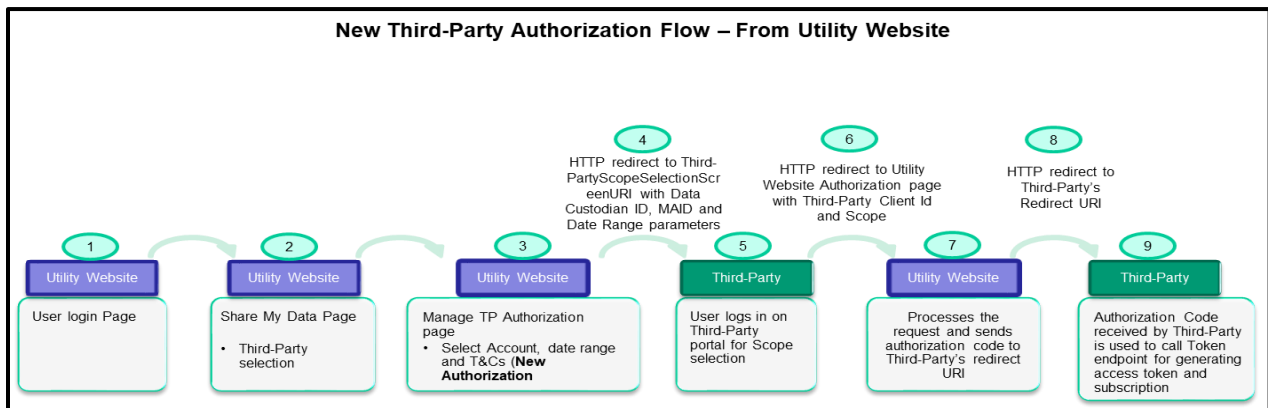 New Third-Party Authorization Flow – From Utility Website
4
HTTP redirect to Third-
PartyScopeSelectionScr
eenURI with Data
Custodian ID, MAID and
Date Range parameters
6
HTTP redirect to Utility
Website Authorization page
with Third-Party Client Id
and Scope
8
HTTP redirect to
Third-Party's
Redirect URI
1
Utility Website
User login Page
2
Utility Website
Share My Data Page
• Third-Party
selection
3
Utility Website
Manage TP Authorization
page
• Select Account, date range
and T&Cs (New
Authorization
5
Third-Party
User logs in on
Third-Party
portal for Scope
selection
7
Utility Website
Processes the
request and sends
authorization code to
Third-Party's redirect
URI
9
Third-Party
Authorization Code
received by Third-Party
is used to call Token
endpoint for generating
access token and
subscription